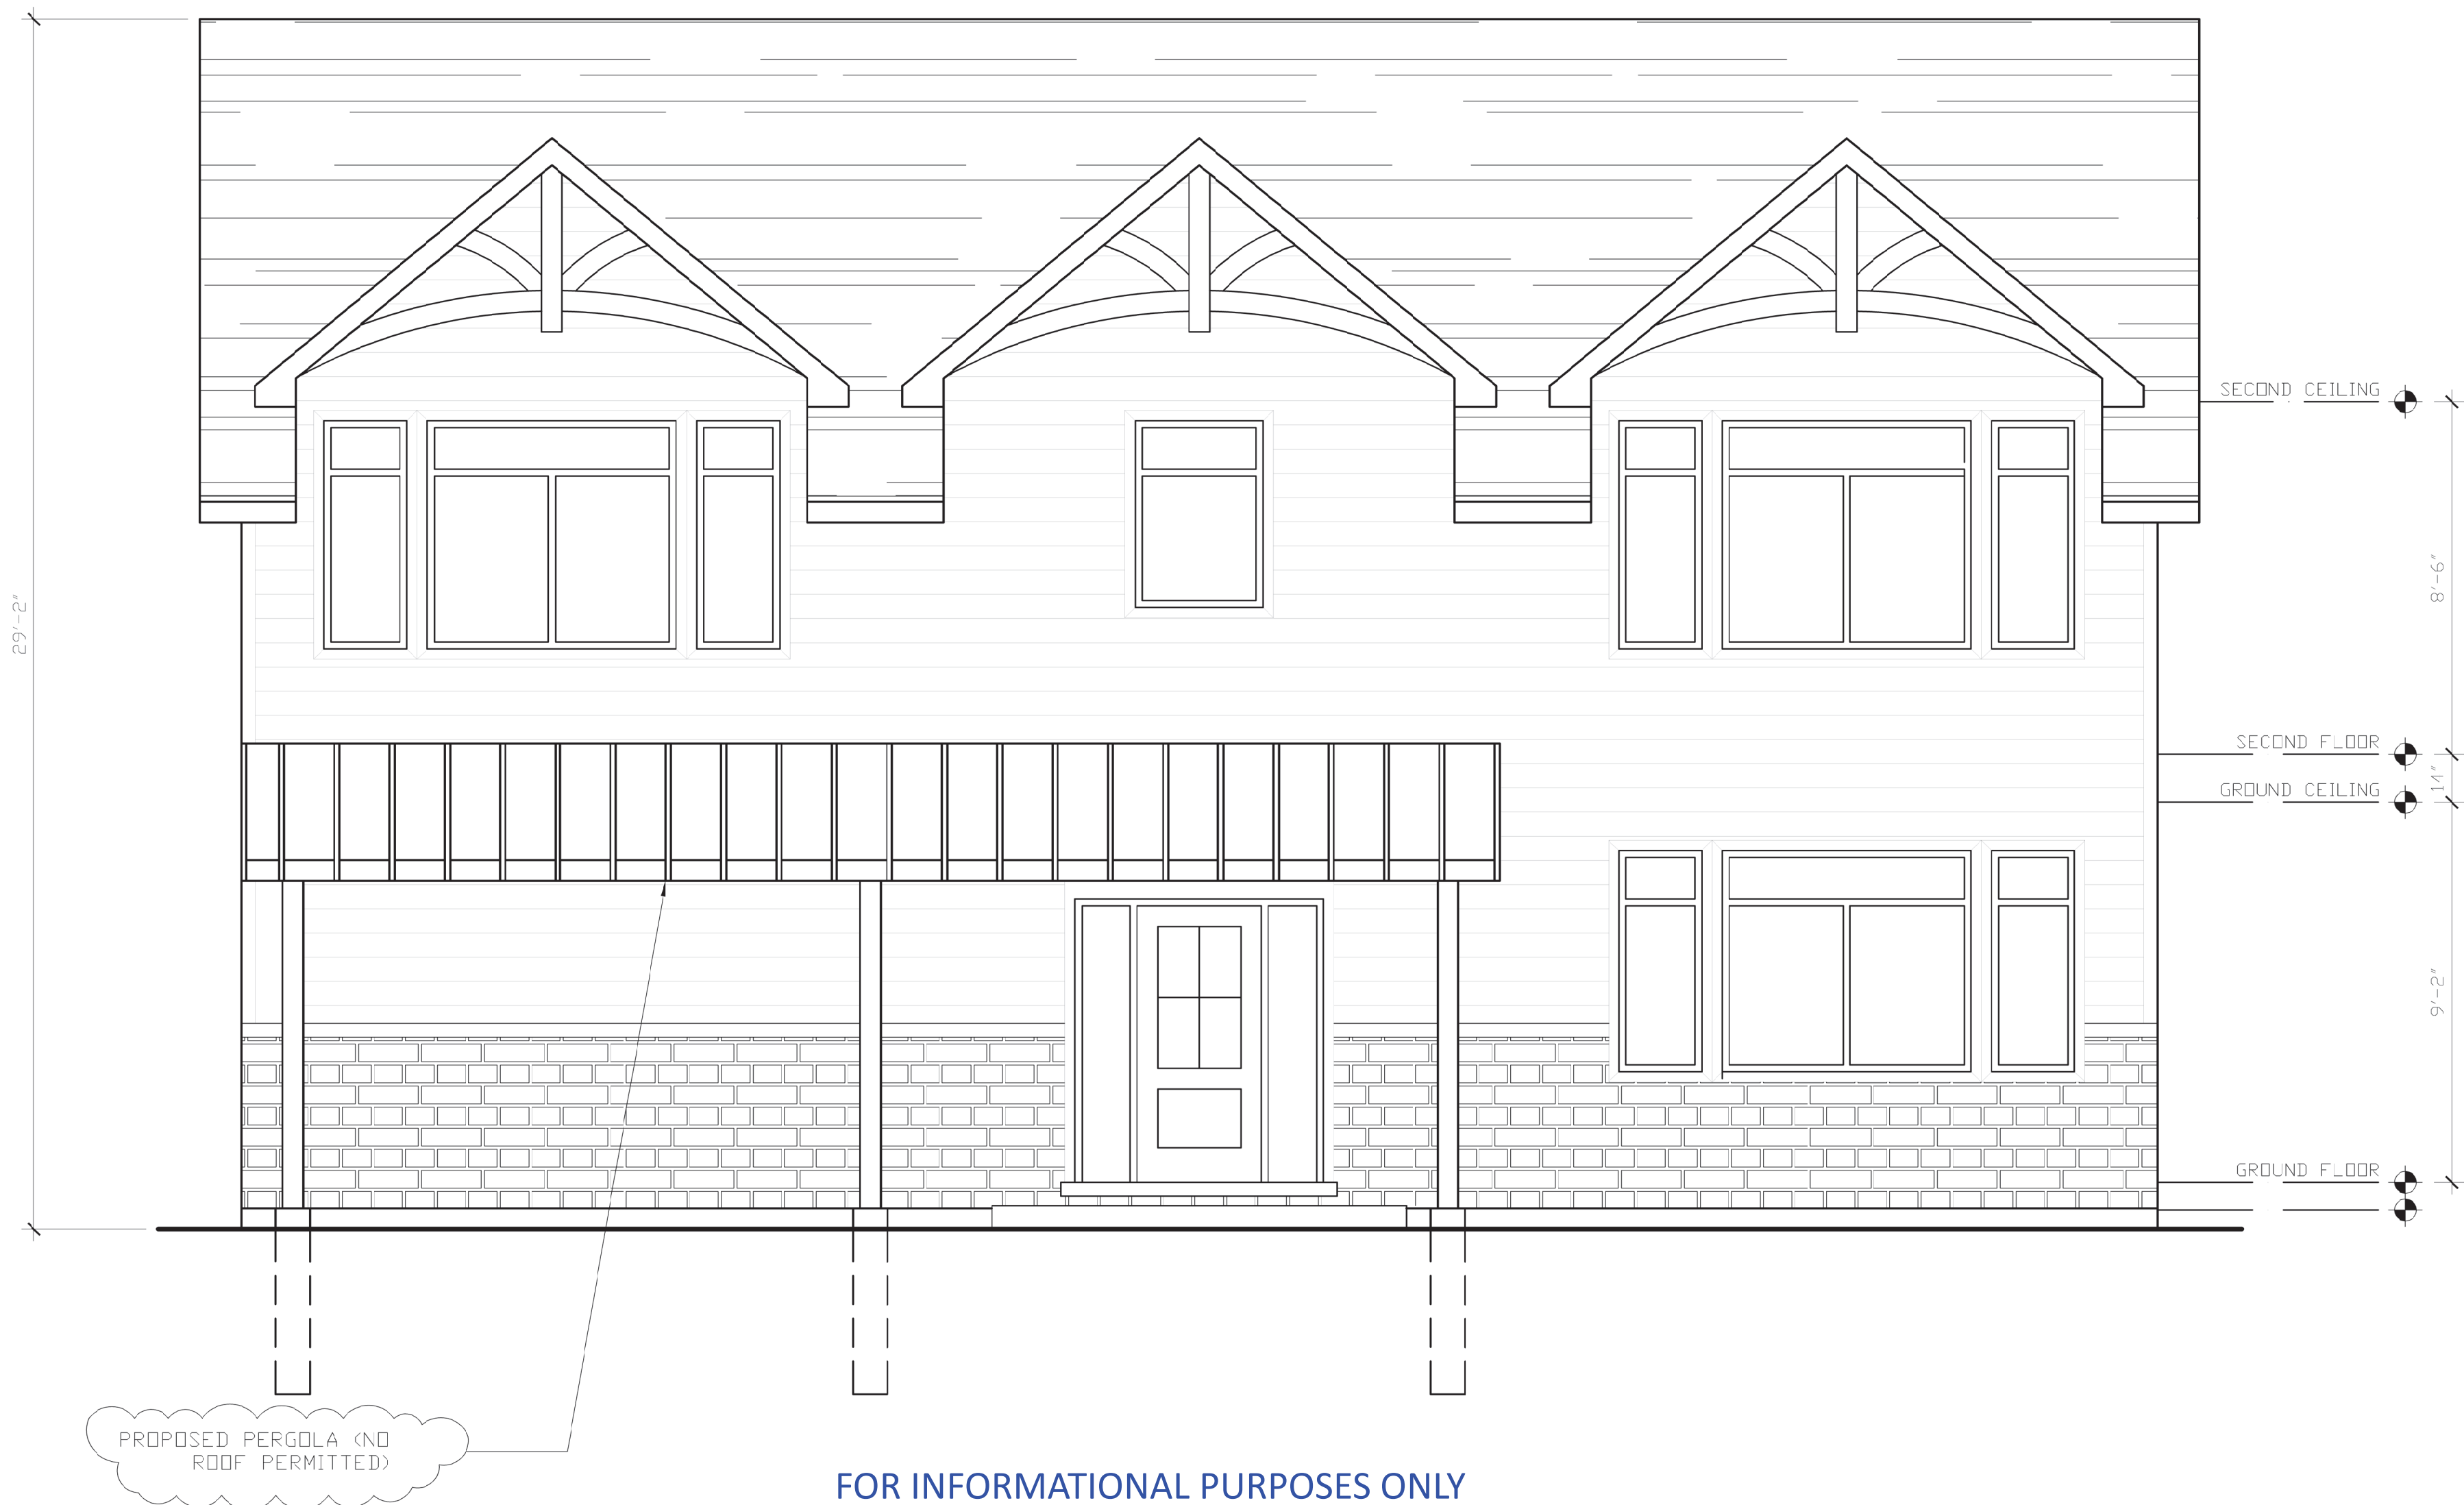 SECOND CEILING
8'-6"
29'-2"
SECOND FLOOR
14"
GROUND CEILING
9'-2"
GROUND FLOOR
PROPOSED PERGOLA (NO
ROOF PERMITTED)
FOR INFORMATIONAL PURPOSES ONLY